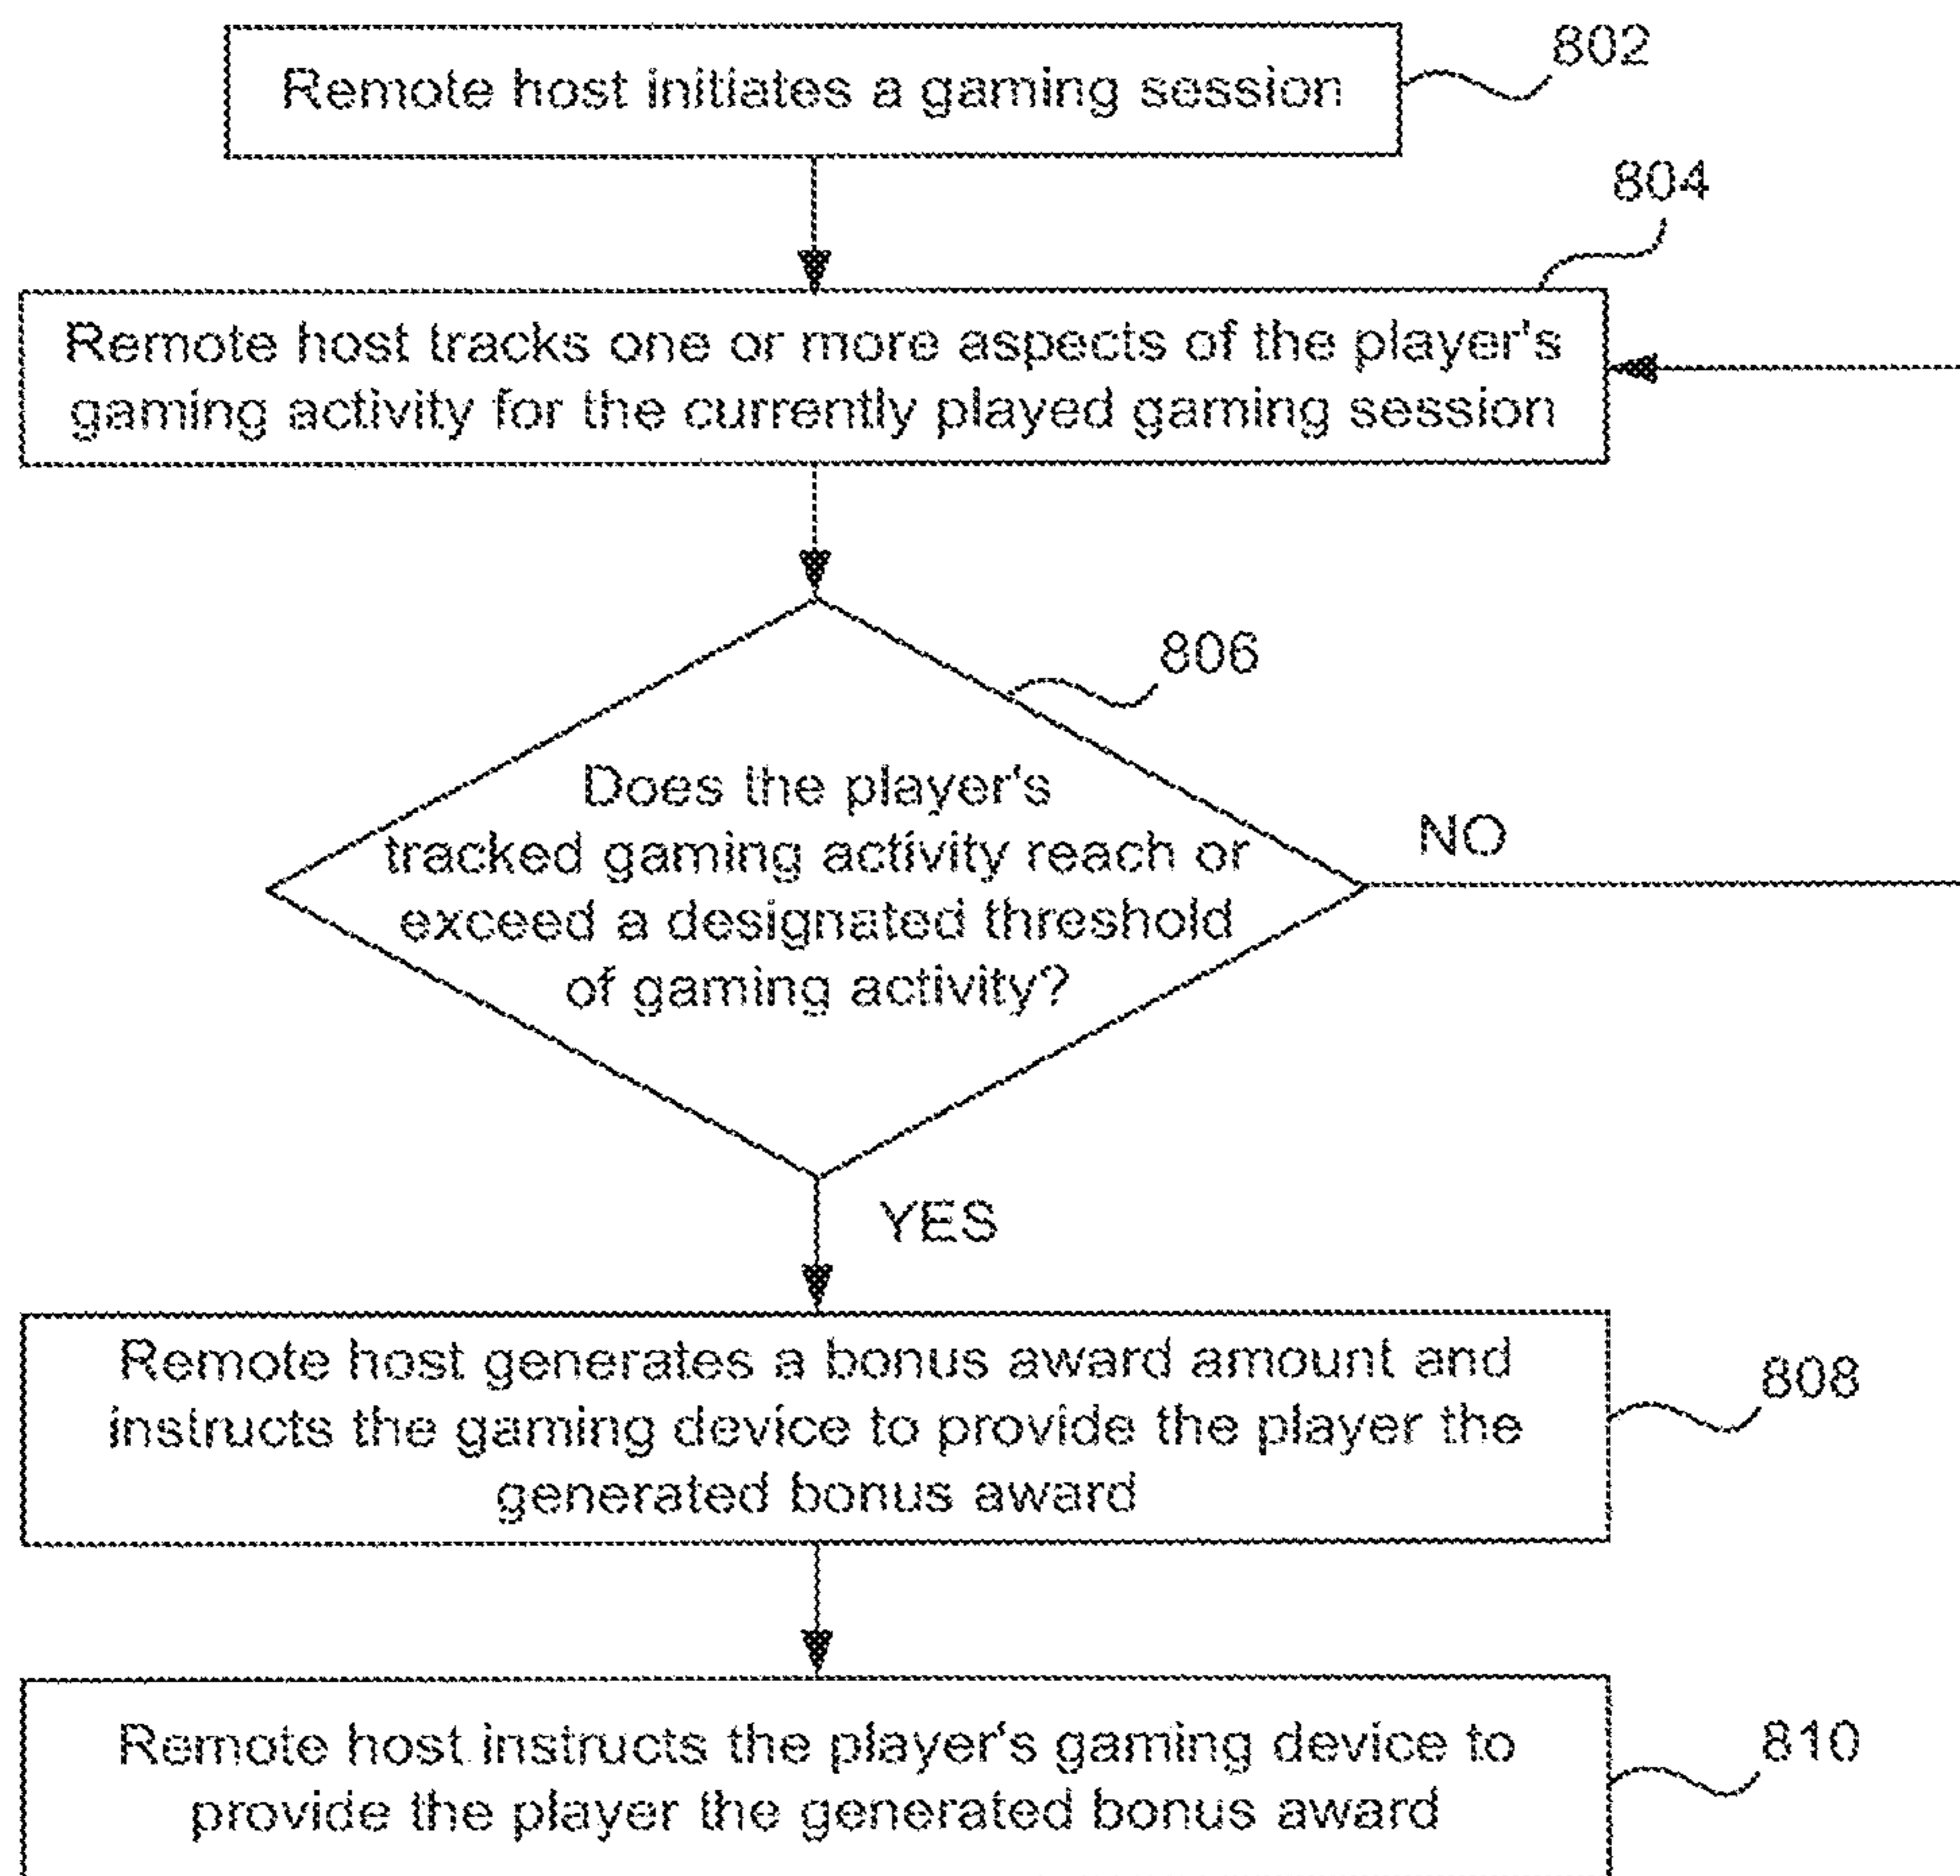 Remote host initiates a gaming session
802
804
Remote host tracks one or more aspects of the player's
gaming activity for the currently played gaming session
806
Does the player's
tracked gaming activity reach or
exceed a designated threshold
of gaming activity?
NO
YES
Remote host generates a bonus award amount and
instructs the gaming device to provide the player the
generated bonus award
808
Remote host instructs the player's gaming device to
provide the player the generated bonus award
810